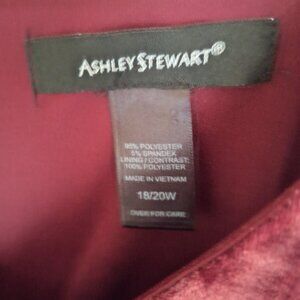 ASHLEY STEWART®
95% POLYESTER
5% SPANDEX
LINING/CONTRAST:
100% POLYESTER
MADE IN VIETNAM
18/20W
OVER FOR CARE